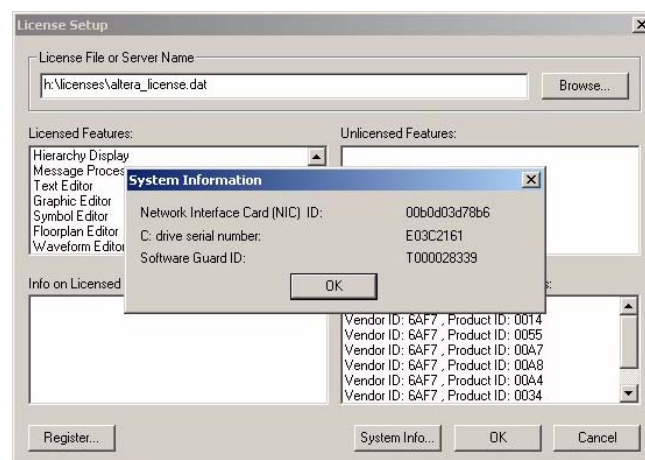 License Setup
License File or Server Name
h:\licenses\altera_license.dat
Browse...
Licensed Features:
Unlicensed Features:
Hierarchy Display
Message Proces
Text Editor
Graphic Editor
Symbol Editor
Floorplan Editor
Waveform Editor
System Information
Network Interface Card (NIC) ID: 00b0d03d78b6
C: drive serial number: E03C2161
Software Guard ID: T000028339
OK
Info on Licensed
s:
Vendor ID: 6AF7 , Product ID: 0014
Vendor ID: 6AF7 , Product ID: 0055
Vendor ID: 6AF7 , Product ID: 00A7
Vendor ID: 6AF7 , Product ID: 00A8
Vendor ID: 6AF7 , Product ID: 00A4
Vendor ID: 6AF7 , Product ID: 0034
Register...
System Info...
OK
Cancel